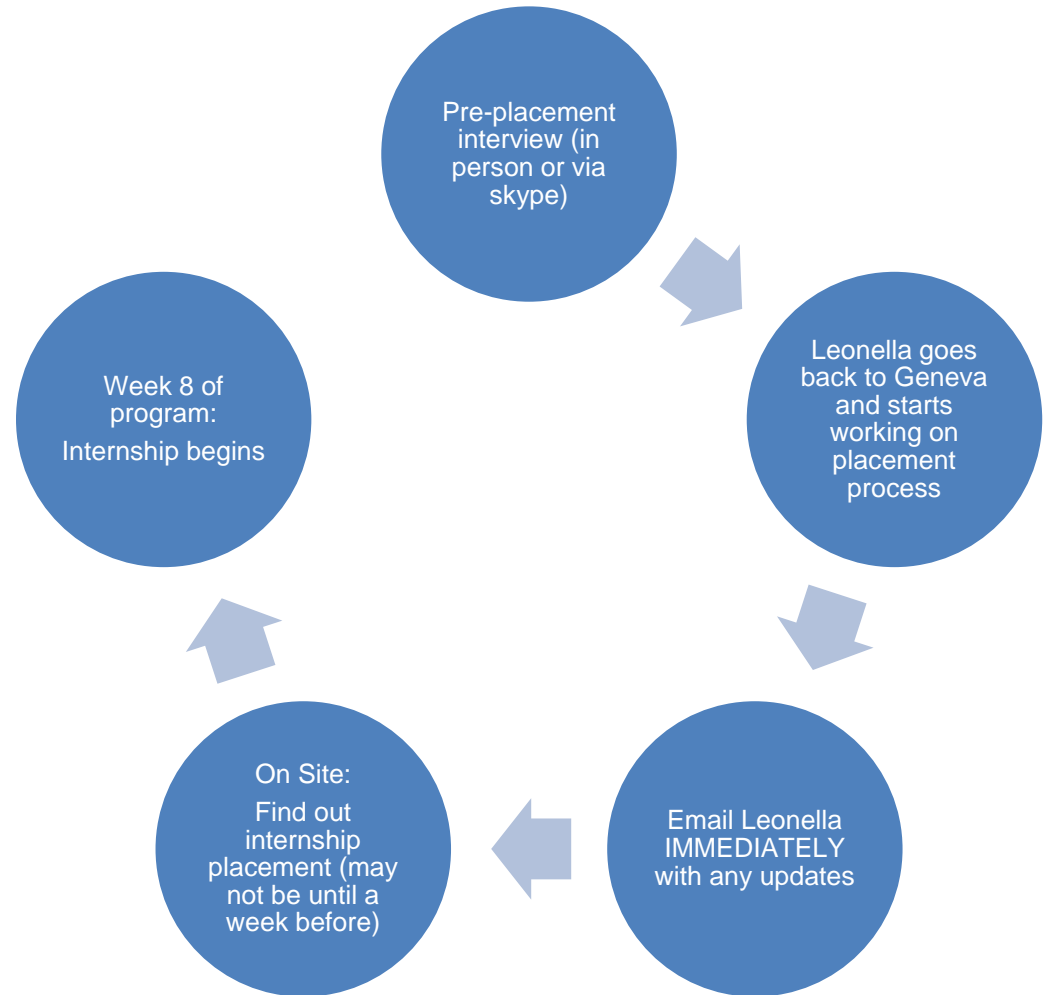 Pre-placement
interview (in
person or via
skype)
Leonella goes
back to Geneva
and starts
working on
placement
process
Email Leonella
IMMEDIATELY
with any updates
On Site:
Find out
internship
placement (may
not be until a
week before)
Week 8 of
program:
Internship begins